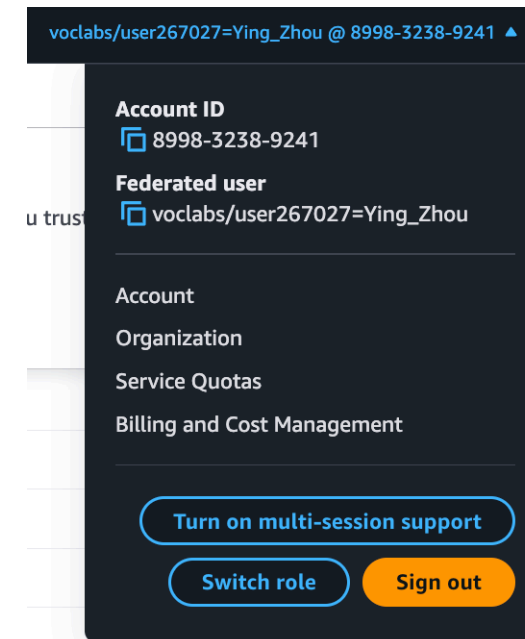 voclabs/user267027=Ying_Zhou @ 8998-3238-9241
Account ID
8998-3238-9241
Federated user
u trust
voclabs/user267027=Ying_Zhou
Account
Organization
Service Quotas
Billing and Cost Management
Turn on multi-session support
Switch role
Sign out